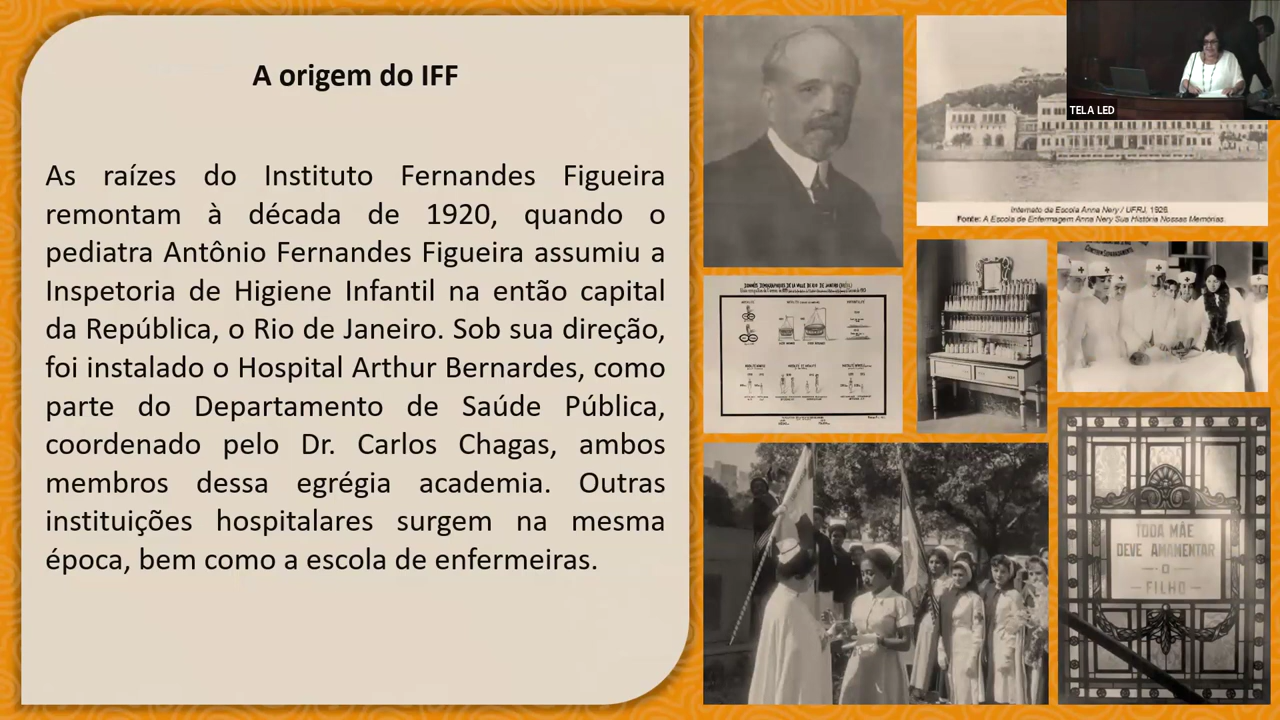 A origem do IFF
As raízes do Instituto Fernandes Figueira
remontam à década de 1920, quando o
pediatra Antônio Fernandes Figueira assumiu a
Inspetoria de Higiene Infantil na então capital
da República, o Rio de Janeiro. Sob sua direção,
foi instalado o Hospital Arthur Bernardes, como
parte do Departamento de Saúde Pública,
coordenado pelo Dr. Carlos Chagas, ambos
membros dessa egrégia academia. Outras
instituições hospitalares surgem na mesma
época, bem como a escola de enfermeiras.
TELA LED
Internato da Escola Anna Nery / UFRJ, 1926.
Fonte: A Escola de Enfermagem Anna Nery Sua História Nossas Memórias.
TODA MÃE
DEVE AMAMENTAR
O
FILHO